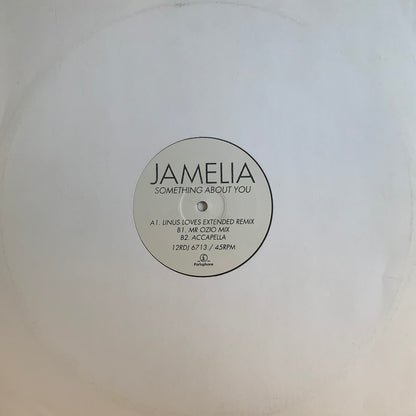 JAMELIA
SOMETHING ABOUT YOU
A1. LINUS LOVES EXTENDED REMIX
B1. MR OZIO MIX
B2. ACCAPELLA
12RDJ 6713 / 45RPM
Parlophone